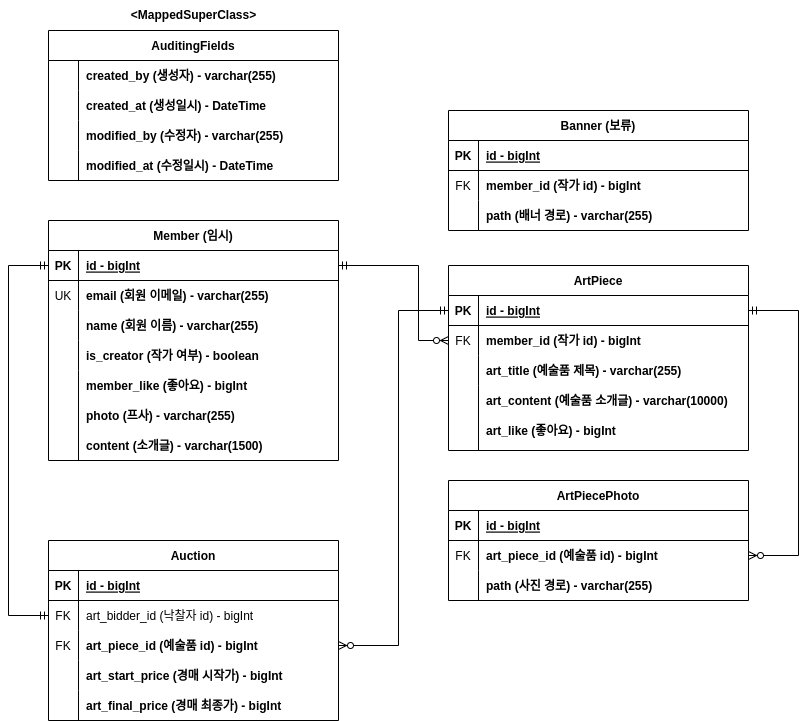 <MappedSuperClass>
AuditingFields
created_by (생성자) - varchar(255)
created_at (생성일시) - DateTime
modified_by (수정자) - varchar(255)
modified_at (수정일시) - DateTime
Banner (보류)
PK id - bigInt
FK member_id (작가 id) - bigInt
path (배너 경로) - varchar(255)
Member (임시)
PK id - bigInt
UK email (회원 이메일) - varchar(255)
name (회원 이름) - varchar(255)
is_creator (작가 여부) - boolean
member_like (좋아요) - bigInt
photo (프사) - varchar(255)
content (소개글) - varchar(1500)
ArtPiece
PK id - bigInt
FK member_id (작가 id) - bigInt
art_title (예술품 제목) - varchar(255)
art_content (예술품 소개글) - varchar(10000)
art_like (좋아요) - bigInt
ArtPiecePhoto
PK id - bigInt
FK art_piece_id (예술품 id) - bigInt
path (사진 경로) - varchar(255)
Auction
PK id - bigInt
FK art_bidder_id (낙찰자 id) - bigInt
FK art_piece_id (예술품 id) - bigInt
art_start_price (경매 시작가) - bigInt
art_final_price (경매 최종가) - bigInt